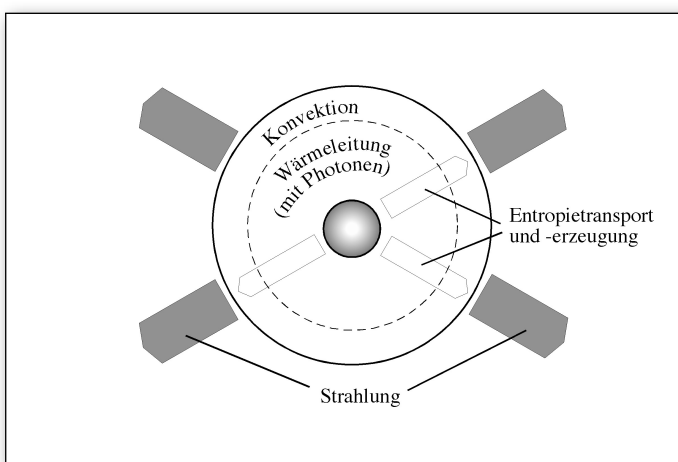 Konvektion
Wärmeleitung
(mit Photonen)
Entropietransport
und -erzeugung
Strahlung